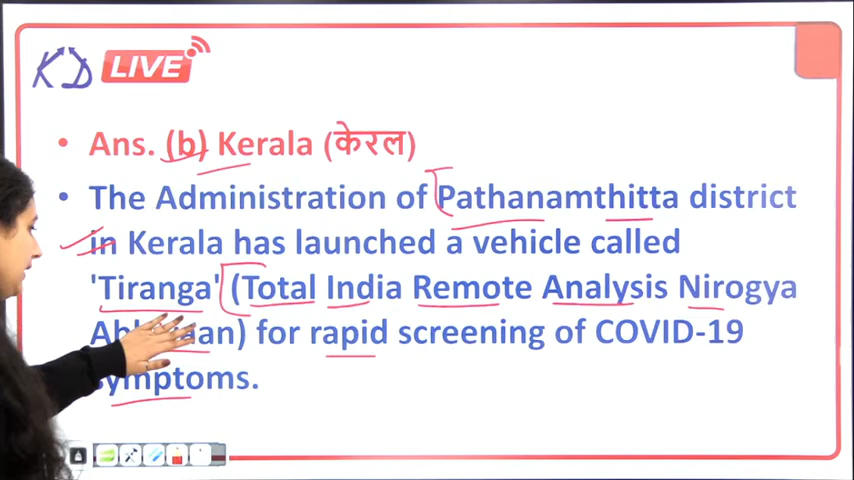 KD LIVE
• Ans. (b) Kerala (केरल)
• The Administration of Pathanamthitta district
in Kerala has launched a vehicle called
'Tiranga' (Total India Remote Analysis Nirogya
for rapid screening of COVID-19
symptoms.